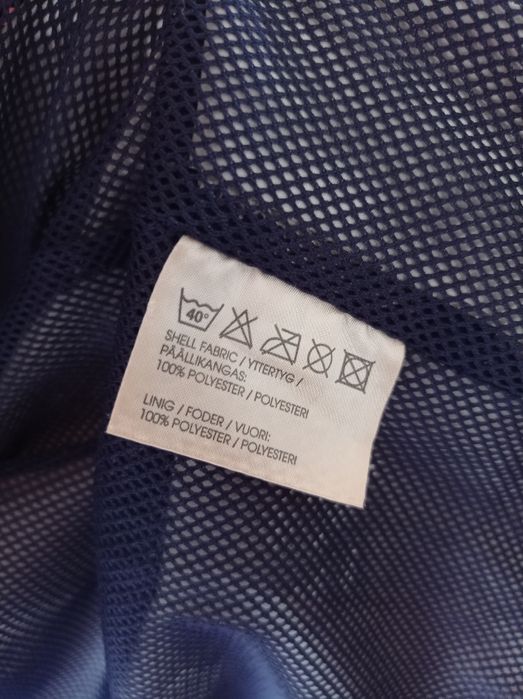 40°
SHELL FABRIC / YTTERTYG /
PÄÄLLIKANGAS:
100% POLYESTER / POLYESTERI
LINIG / FODER / VUORI:
100% POLYESTER / POLYESTERI